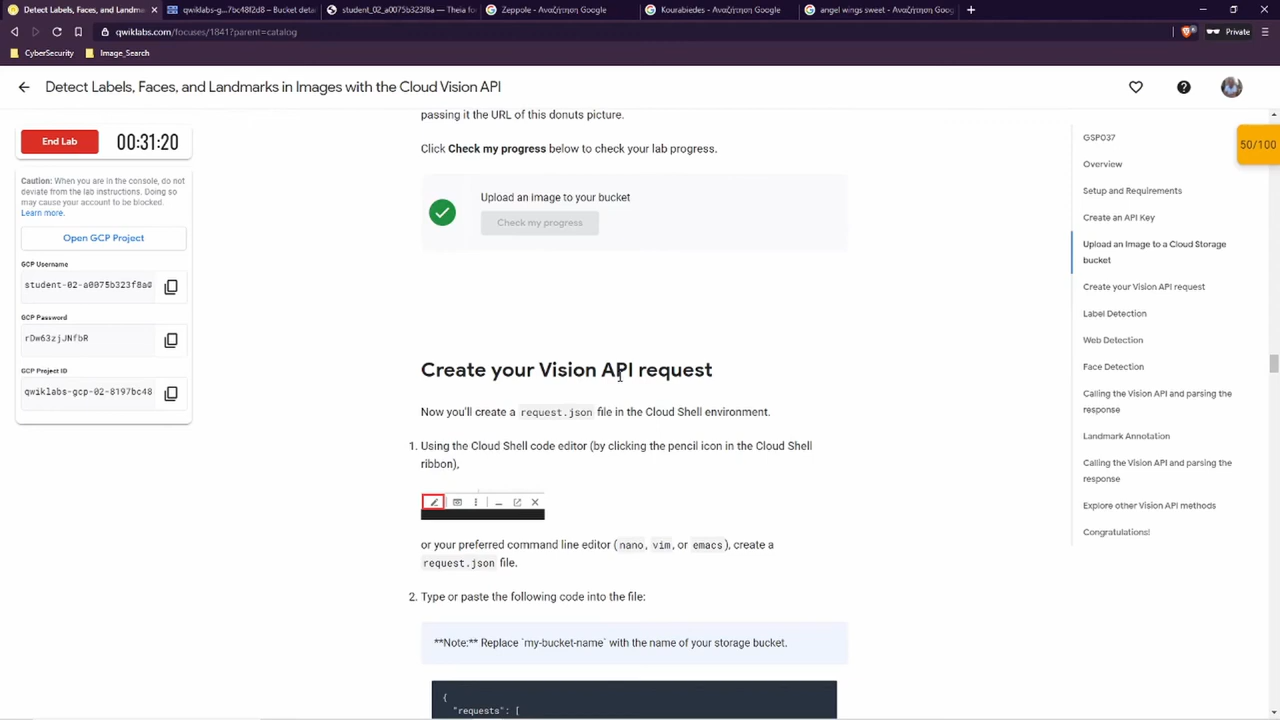 Detect Labels, Faces, and Landma
qwiklabs-g...7bc48f2d8 – Bucket deta
student_02_a0075b323f8a — Theia fo
Zeppole - Αναζήτηση Google
Kourabiedes - Αναζήτηση Google
angel wings sweet - Αναζήτηση Goog
qwiklabs.com/focuses/1841?parent=catalog
Private
CyberSecurity
Image_Search
Detect Labels, Faces, and Landmarks in Images with the Cloud Vision API
End Lab
00:31:20
Caution: When you are in the console, do not
deviate from the lab instructions. Doing so
may cause your account to be blocked.
Learn more.
Open GCP Project
GCP Username
student-02-a0075b323f8a@
GCP Password
rDw63zjJNfbR
GCP Project ID
qwiklabs-gcp-02-8197bc48
passing it the URL of this donuts picture.
Click Check my progress below to check your lab progress.
Upload an image to your bucket
Check my progress
Create your Vision API request
Now you'll create a request.json file in the Cloud Shell environment.
1. Using the Cloud Shell code editor (by clicking the pencil icon in the Cloud Shell
ribbon),
or your preferred command line editor (nano, vim, or emacs), create a
request.json file.
2. Type or paste the following code into the file:
**Note:** Replace `my-bucket-name` with the name of your storage bucket.
{
"requests": [
GSP037
Overview
Setup and Requirements
Create an API Key
Upload an Image to a Cloud Storage
bucket
Create your Vision API request
Label Detection
Web Detection
Face Detection
Calling the Vision API and parsing the
response
Landmark Annotation
Calling the Vision API and parsing the
response
Explore other Vision API methods
Congratulations!
50/100